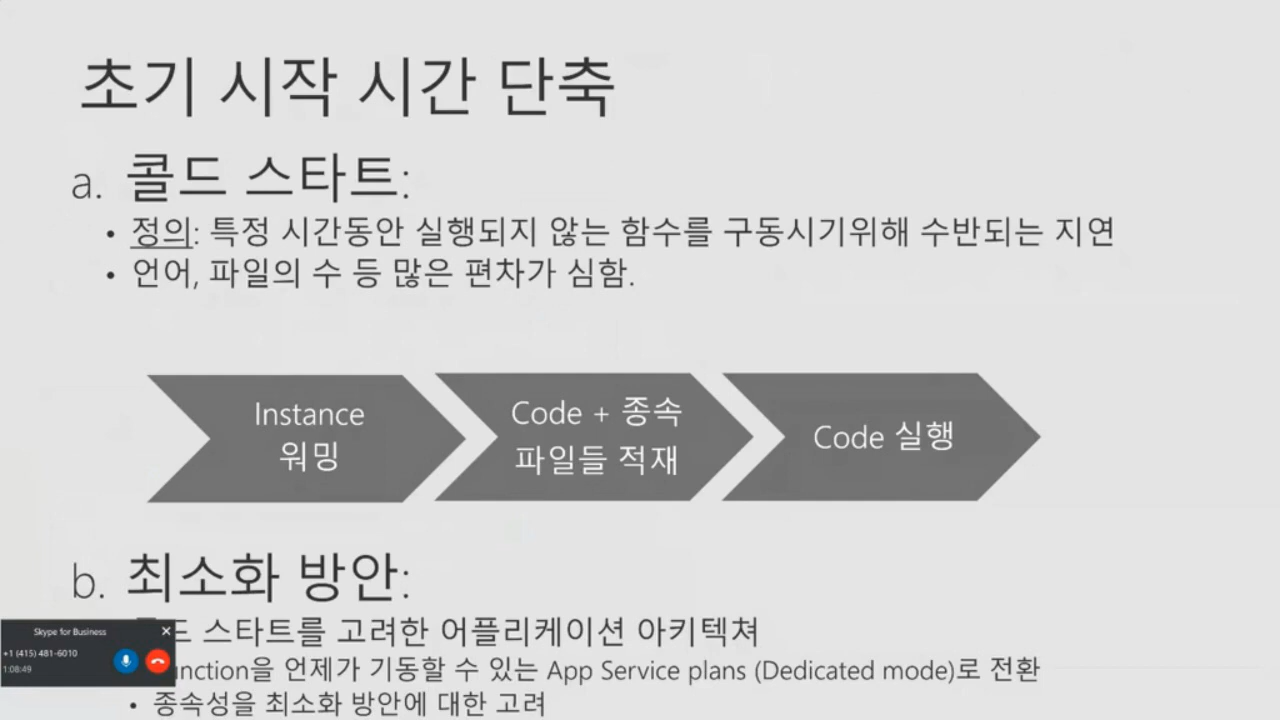 초기 시작 시간 단축
a. 콜드 스타트:
• 정의: 특정 시간동안 실행되지 않는 함수를 구동시기위해 수반되는 지연
• 언어, 파일의 수 등 많은 편차가 심함.
Instance
워밍
Code + 종속
파일들 적재
Code 실행
b. 최소화 방안:
스타트를 고려한 어플리케이션 아키텍쳐
nction을 언제가 기동할 수 있는 App Service plans (Dedicated mode)로 전환
• 종속성을 최소화 방안에 대한 고려
Skype for Business
+1 (415) 481-6010
1:08:49